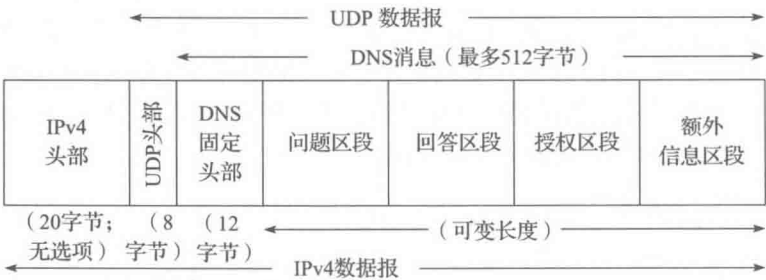 UDP 数据报
DNS消息（最多512字节）
IPv4
头部
UDP头部
DNS
固定
头部
问题区段
回答区段
授权区段
额外
信息区段
（20字节；
无选项）
（8
字节）
（12
字节）
（可变长度）
IPv4数据报